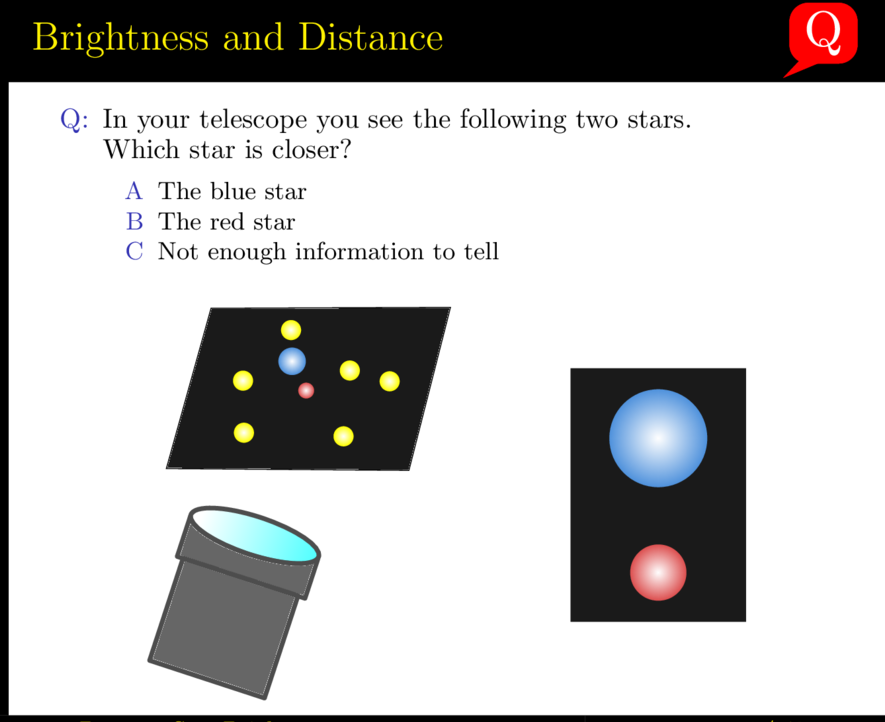 Brightness and Distance
Q
Q: In your telescope you see the following two stars.
Which star is closer?
A The blue star
B The red star
C Not enough information to tell